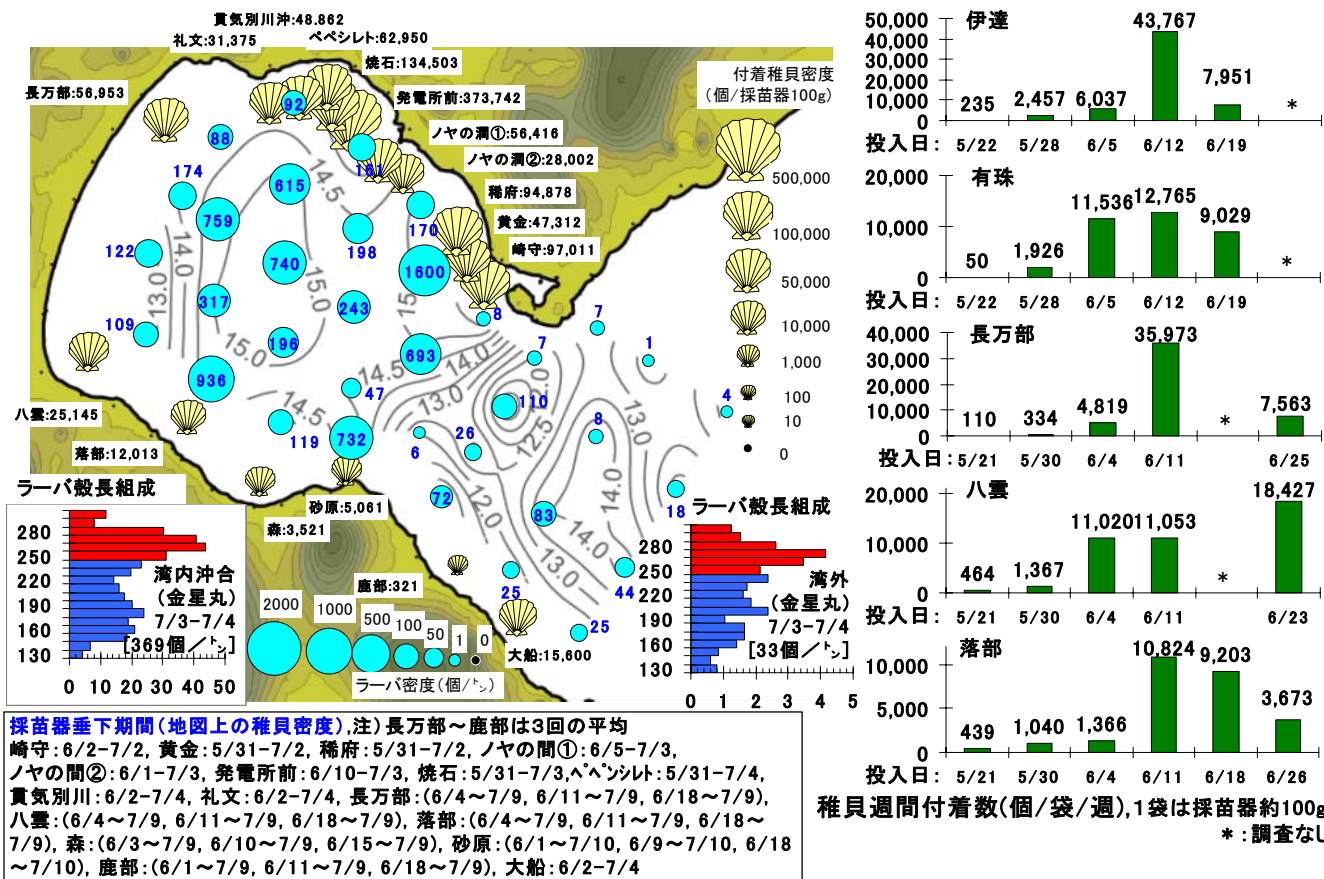 貫気別川沖:48.862
礼文:31,375
ペペシレト:62,950
焼石:134,503
長万部:56,953
発電所前:373,742
ノヤの澗①:56,416
ノヤの澗②:28,002
稀府:94,878
黄金:47,312
崎守:97,011
付着稚貝密度
(個/採苗器100g)
500,000
100,000
50,000
10,000
1,000
100
10
0
92
88
161
174
615
759
170
198
122
740
1600
317
243
109
196
693
936
47
119
732
8
7
7
1
4
110
8
6
26
72
83
18
25
44
25
14.5
14.0
13.0
15.0
15.0
15.
14.5
14.5
14.0
13.0
12.0
12.5
13.0
14.0
12.0
13.0
八雲:25,145
落部:12,013
砂原:5,061
森:3,521
鹿部:321
大船:15,600
ラーバ殻長組成
280
250
220
190
160
130
0 10 20 30 40 50
湾内沖合
(金星丸)
7/3-7/4
[369個/トン]
2000
1000
500
100
50
1
0
ラーバ密度(個/トン)
ラーバ殻長組成
280
250
220
190
160
130
0 1 2 3 4 5
湾外
(金星丸)
7/3-7/4
[33個/トン]
採苗器垂下期間(地図上の稚貝密度),注)長万部～鹿部は3回の平均
崎守:6/2-7/2, 黄金:5/31-7/2, 稀府:5/31-7/2, ノヤの間①:6/5-7/3,
ノヤの間②:6/1-7/3, 発電所前:6/10-7/3, 焼石:5/31-7/3,ペペンシレト:5/31-7/4,
貫気別川:6/2-7/4, 礼文:6/2-7/4, 長万部:(6/4～7/9, 6/11～7/9, 6/18～7/9),
八雲:(6/4～7/9, 6/11～7/9, 6/18～7/9), 落部:(6/4～7/9, 6/11～7/9, 6/18～
7/9), 森:(6/3～7/9, 6/10～7/9, 6/15～7/9), 砂原:(6/1～7/10, 6/9～7/10, 6/18
～7/10), 鹿部:(6/1～7/9, 6/11～7/9, 6/18～7/9), 大船:6/2-7/4
伊達
50,000
40,000
30,000
20,000
10,000
0
235 2,457 6,037 43,767 7,951 *
投入日: 5/22 5/28 6/5 6/12 6/19
有珠
20,000
10,000
0
50 1,926 11,536 12,765 9,029 *
投入日: 5/22 5/28 6/5 6/12 6/19
長万部
40,000
30,000
20,000
10,000
0
110 334 4,819 35,973 * 7,563
投入日: 5/21 5/30 6/4 6/11 6/25
八雲
20,000
10,000
0
464 1,367 11,020 11,053 * 18,427
投入日: 5/21 5/30 6/4 6/11 6/23
落部
10,000
5,000
0
439 1,040 1,366 10,824 9,203 3,673
投入日: 5/21 5/30 6/4 6/11 6/18 6/26
稚貝週間付着数(個/袋/週),1袋は採苗器約100g
*:調査なし